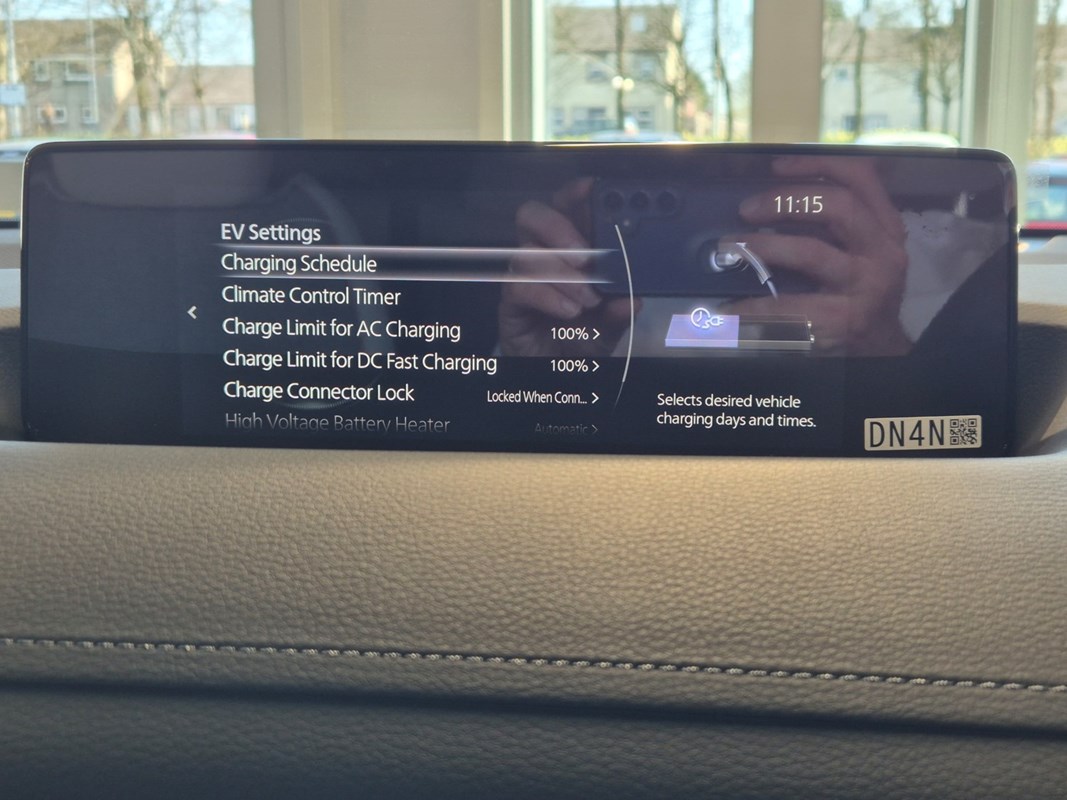 11:15
EV Settings
Charging Schedule
Climate Control Timer
Charge Limit for AC Charging 100%
Charge Limit for DC Fast Charging 100%
Charge Connector Lock Locked When Conn...
High Voltage Battery Heater Automatic
Selects desired vehicle
charging days and times.
DN4N